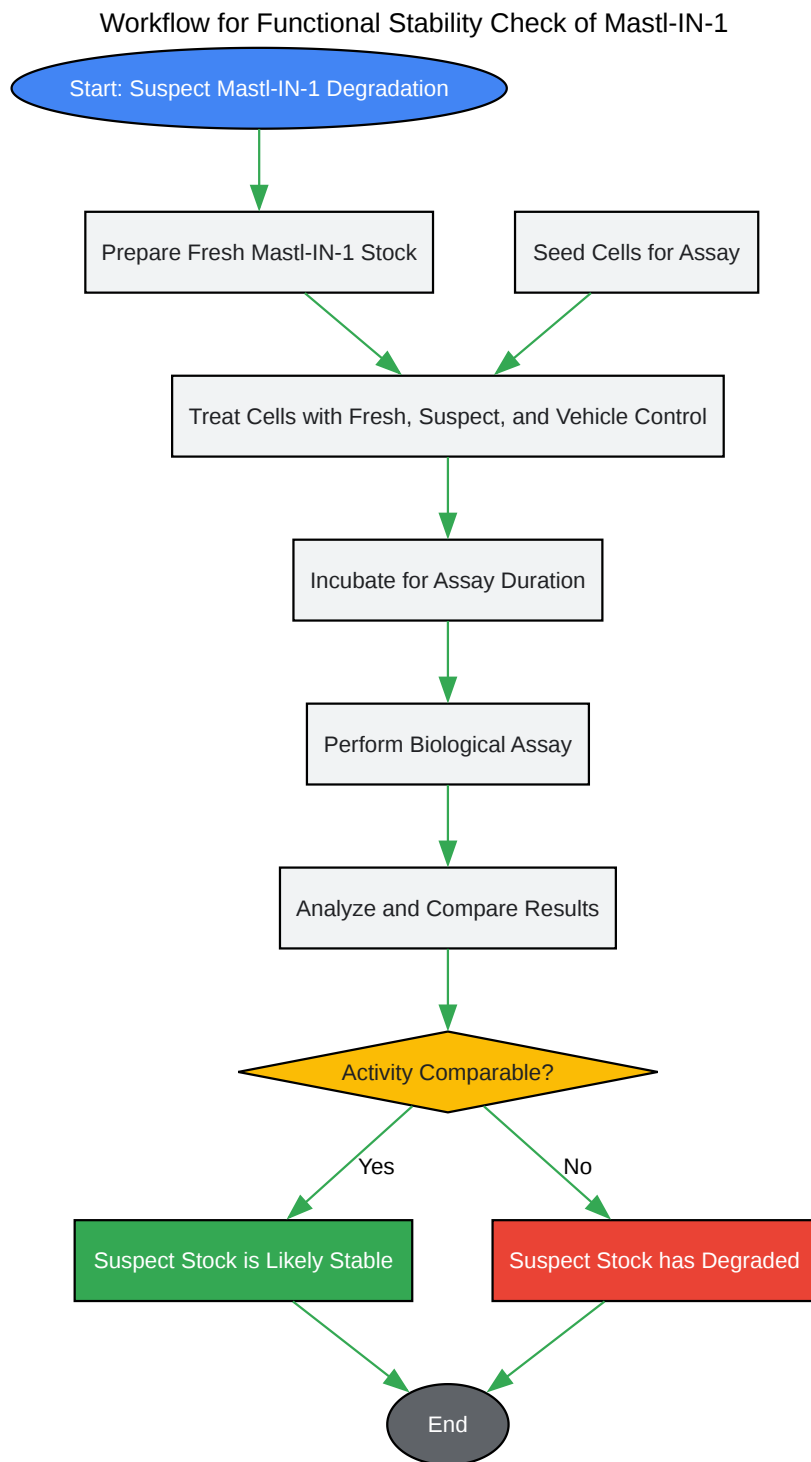 Workflow for Functional Stability Check of Mastl-IN-1
Start: Suspect Mastl-IN-1 Degradation
Prepare Fresh Mastl-IN-1 Stock
Seed Cells for Assay
Treat Cells with Fresh, Suspect, and Vehicle Control
Incubate for Assay Duration
Perform Biological Assay
Analyze and Compare Results
Activity Comparable?
Yes
No
Suspect Stock is Likely Stable
Suspect Stock has Degraded
End